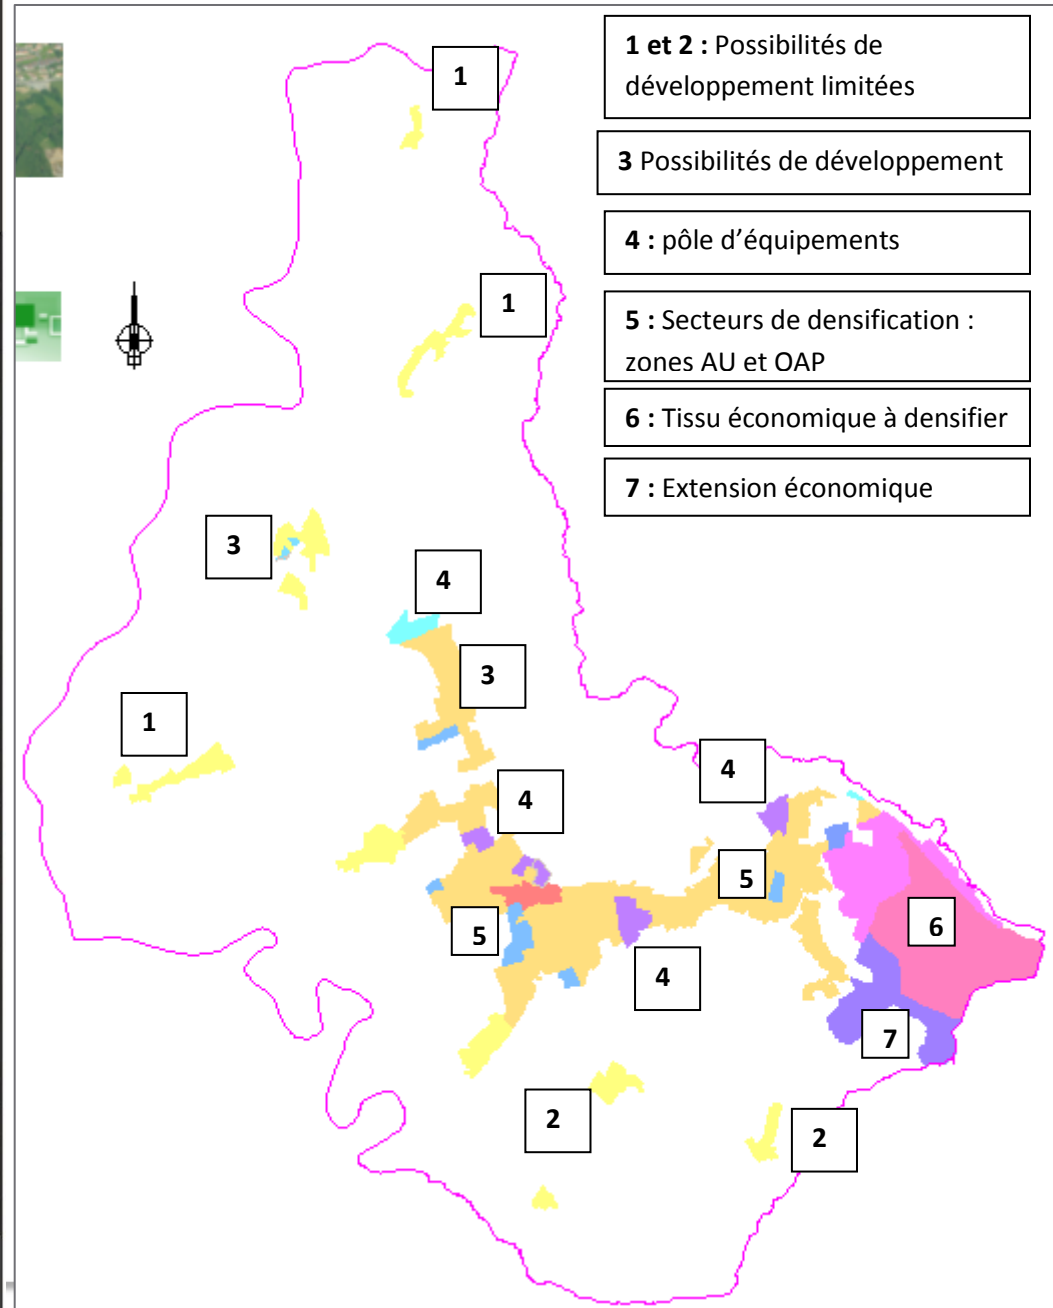 1 et 2 : Possibilités de
développement limitées
3 Possibilités de développement
4 : pôle d’équipements
5 : Secteurs de densification :
zones AU et OAP
6 : Tissu économique à densifier
7 : Extension économique
1
1
3
4
3
1
4
4
5
5
6
4
7
2
2